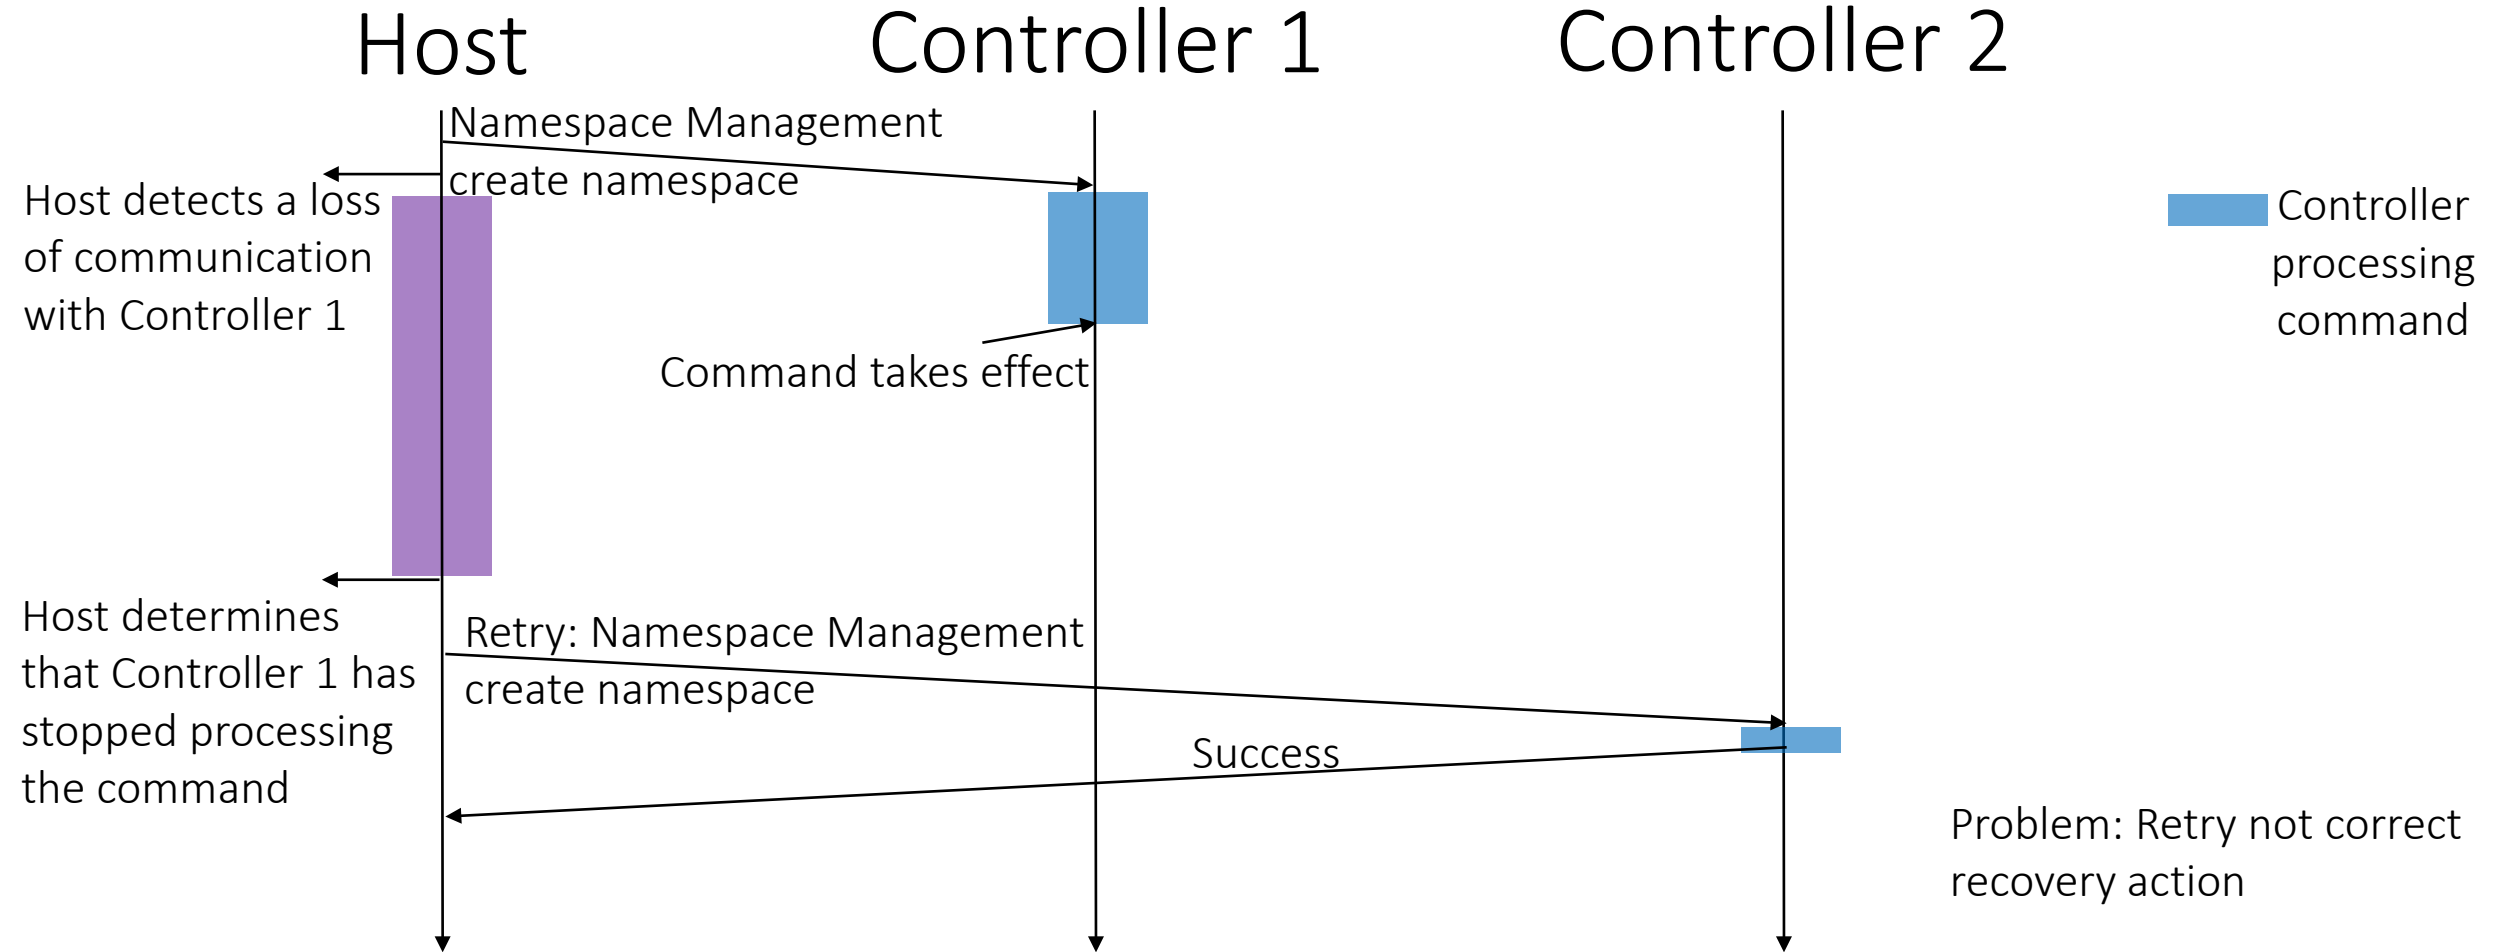 Host
Controller 1
Controller 2
Namespace Management
create namespace
Host detects a loss
of communication
with Controller 1
Controller
processing
command
Command takes effect
Host determines
that Controller 1 has
stopped processing
the command
Retry: Namespace Management
create namespace
Success
Problem: Retry not correct
recovery action